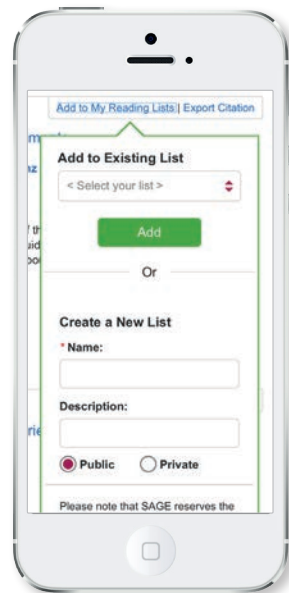 Add to My Reading Lists | Export Citation
Add to Existing List
< Select your list >
Add
Or
Create a New List
* Name:
Description:
Public Private
Please note that SAGE reserves the